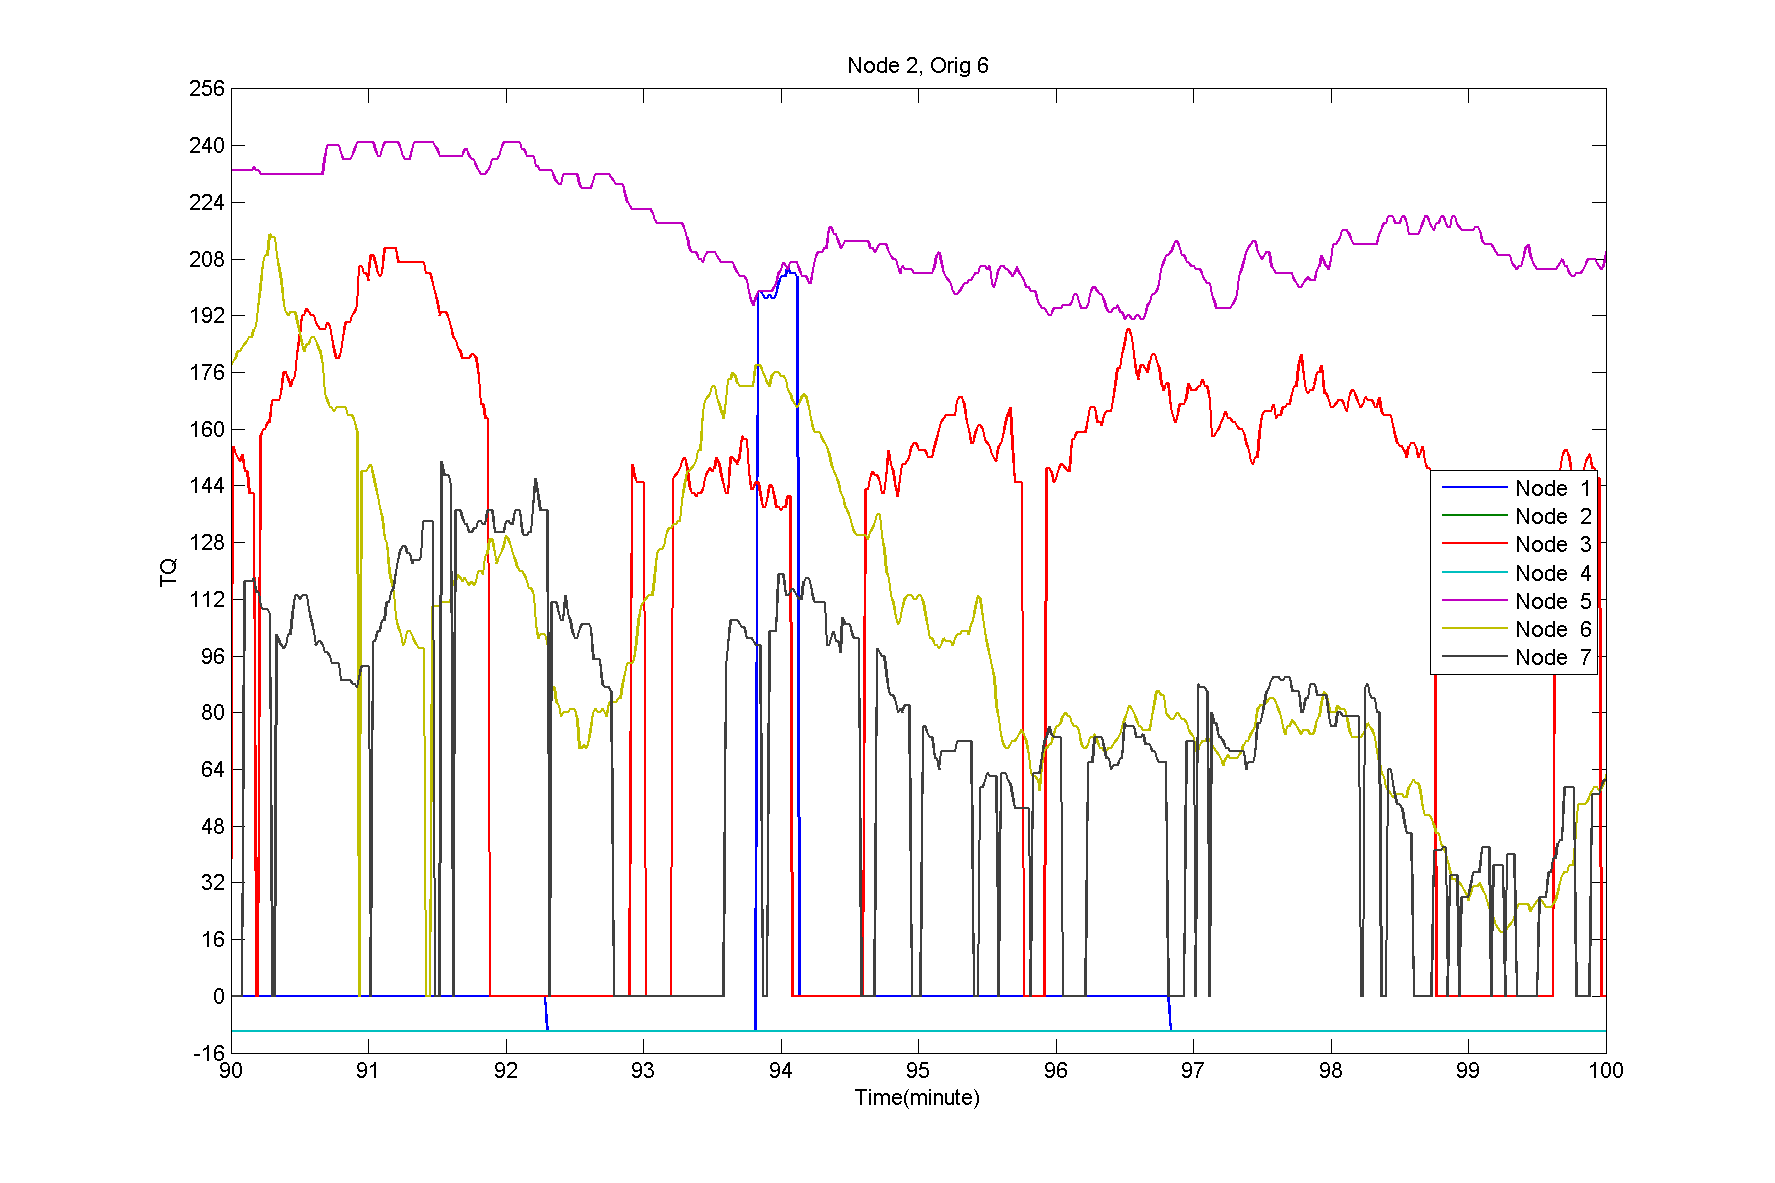 Node 2, Orig 6
256
240
224
208
192
176
160
144
128
112
96
80
64
48
32
16
0
-16
TQ
90 91 92 93 94 95 96 97 98 99 100
Time(minute)
Node 1
Node 2
Node 3
Node 4
Node 5
Node 6
Node 7